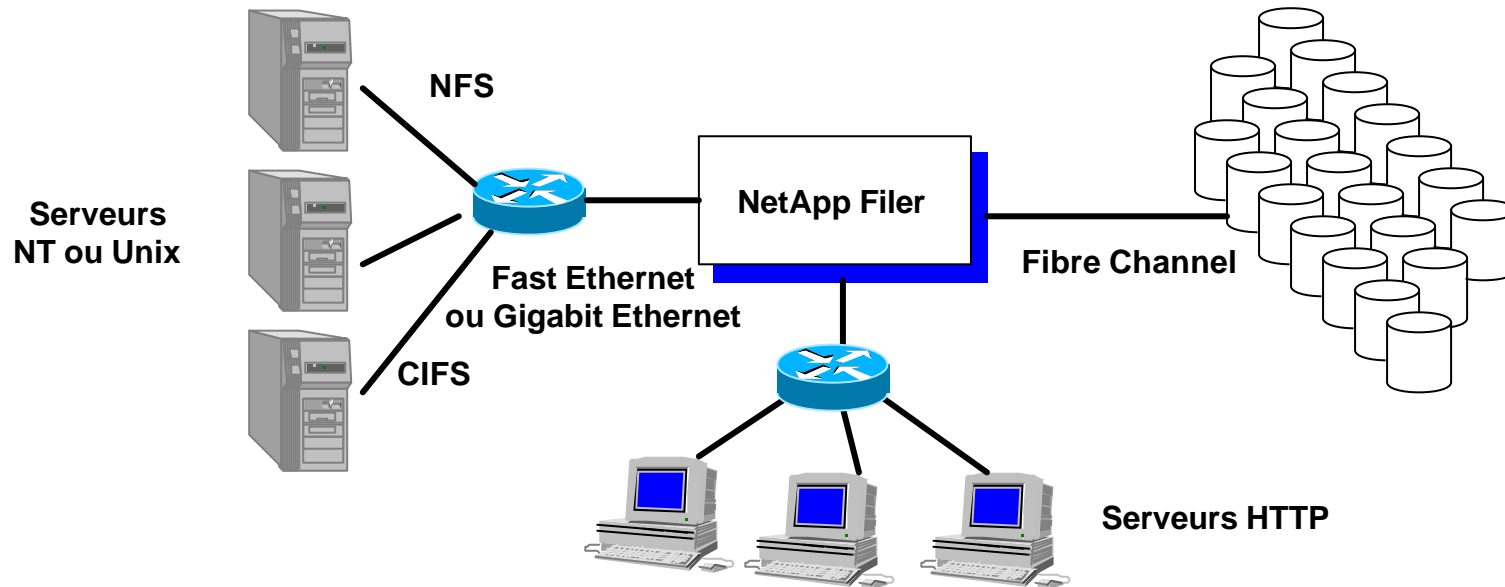 NFS
Serveurs
NT ou Unix
NetApp Filer
Fast Ethernet
ou Gigabit Ethernet
Fibre Channel
CIFS
Serveurs HTTP